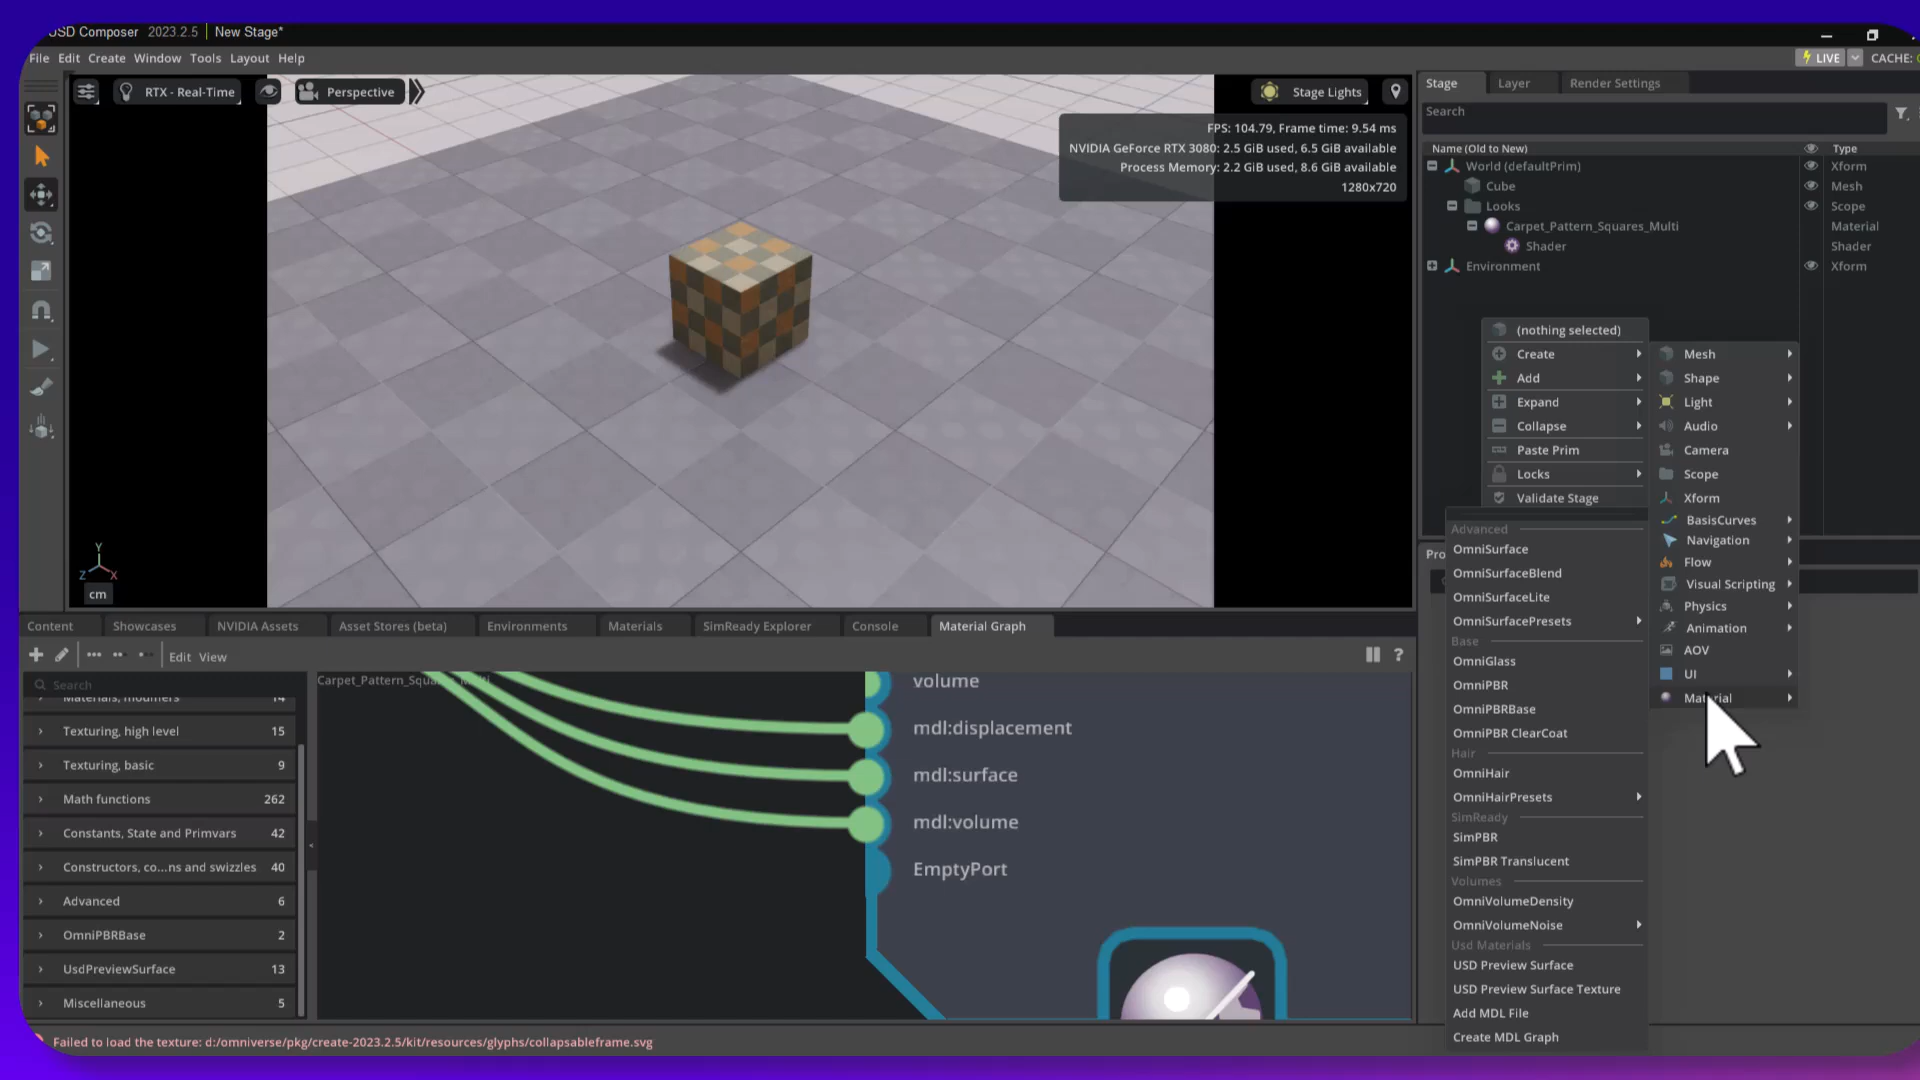 USD Composer 2023.2.5 New Stage*
File Edit Create Window Tools Layout Help
LIVE CACHE:
RTX - Real-Time Perspective Stage Lights
FPS: 104.79, Frame time: 9.54 ms
NVIDIA GeForce RTX 3080: 2.5 GiB used, 6.5 GiB available
Process Memory: 2.2 GiB used, 8.6 GiB available
1280x720
Y
Z X
cm
Stage Layer Render Settings
Search
Name (Old to New) Type
World (defaultPrim) Xform
Cube Mesh
Looks Scope
Carpet_Pattern_Squares_Multi Material
Shader Shader
Environment Xform
(nothing selected)
Create
Add
Expand
Collapse
Paste Prim
Locks
Validate Stage
Mesh
Shape
Light
Audio
Camera
Scope
Xform
BasisCurves
Navigation
Flow
Visual Scripting
Physics
Animation
AOV
UI
Material
Advanced
OmniSurface
OmniSurfaceBlend
OmniSurfaceLite
OmniSurfacePresets
Base
OmniGlass
OmniPBR
OmniPBRBase
OmniPBR ClearCoat
Hair
OmniHair
OmniHairPresets
SimReady
SimPBR
SimPBR Translucent
Volumes
OmniVolumeDensity
OmniVolumeNoise
Usd Materials
USD Preview Surface
USD Preview Surface Texture
Add MDL File
Create MDL Graph
Content Showcases NVIDIA Assets Asset Stores (beta) Environments Materials SimReady Explorer Console Material Graph
Edit View ?
Search
Materials, modifiers 14
Texturing, high level 15
Texturing, basic 9
Math functions 262
Constants, State and Primvars 42
Constructors, co...ns and swizzles 40
Advanced 6
OmniPBRBase 2
UsdPreviewSurface 13
Miscellaneous 5
volume
mdl:displacement
mdl:surface
mdl:volume
EmptyPort
Failed to load the texture: d:/omniverse/pkg/create-2023.2.5/kit/resources/glyphs/collapsableframe.svg